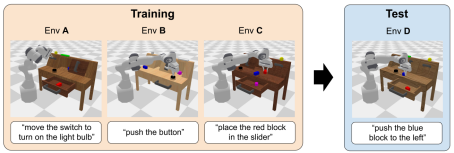 Training
Test
Env A
Env B
Env C
Env D
"move the switch to
turn on the light bulb"
"push the button"
"place the red block
in the slider"
"push the blue
block to the left"